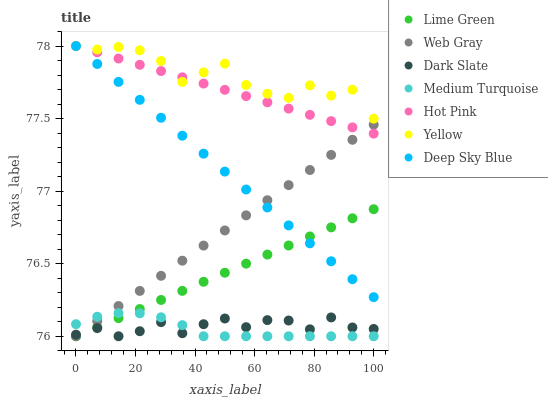 title
78
77.5
77
76.5
76
0
20
40
60
80
100
xaxis_label
yaxis_label
Lime Green
Web Gray
Dark Slate
Medium Turquoise
Hot Pink
Yellow
Deep Sky Blue